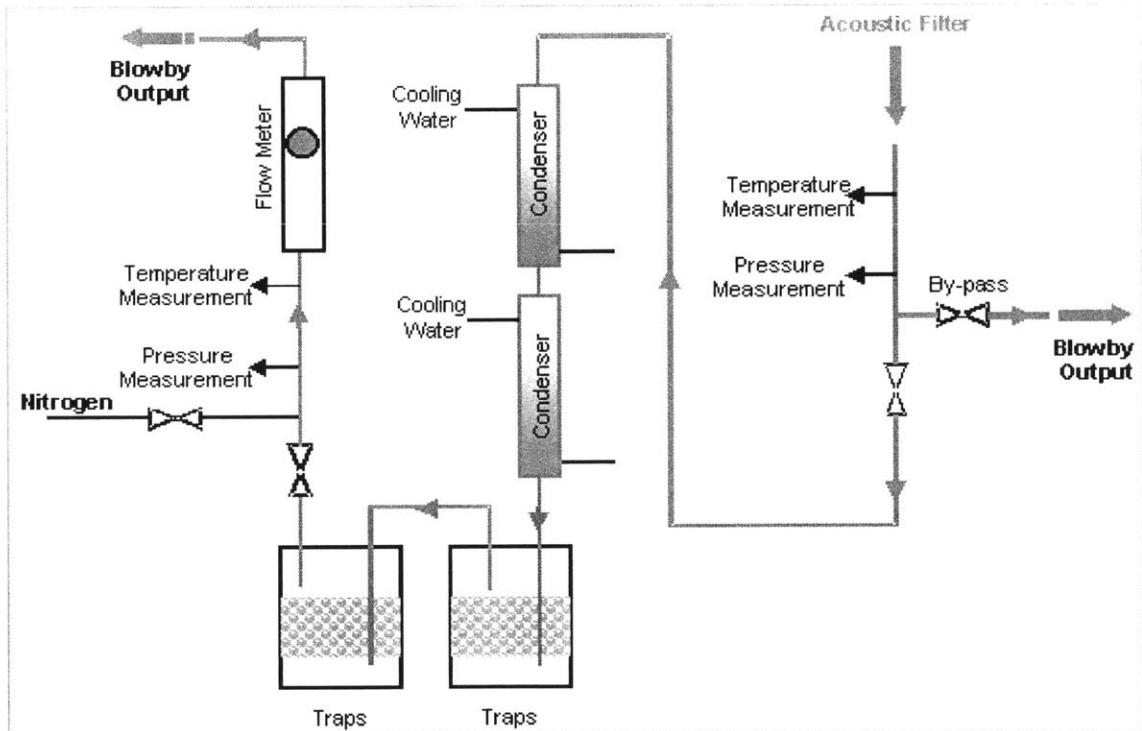 Acoustic Filter
Blowby
Output
Flow Meter
Cooling
Water
Condenser
Temperature
Measurement
Pressure
Measurement
By-pass
Blowby
Output
Temperature
Measurement
Pressure
Measurement
Nitrogen
Cooling
Water
Condenser
Traps
Traps